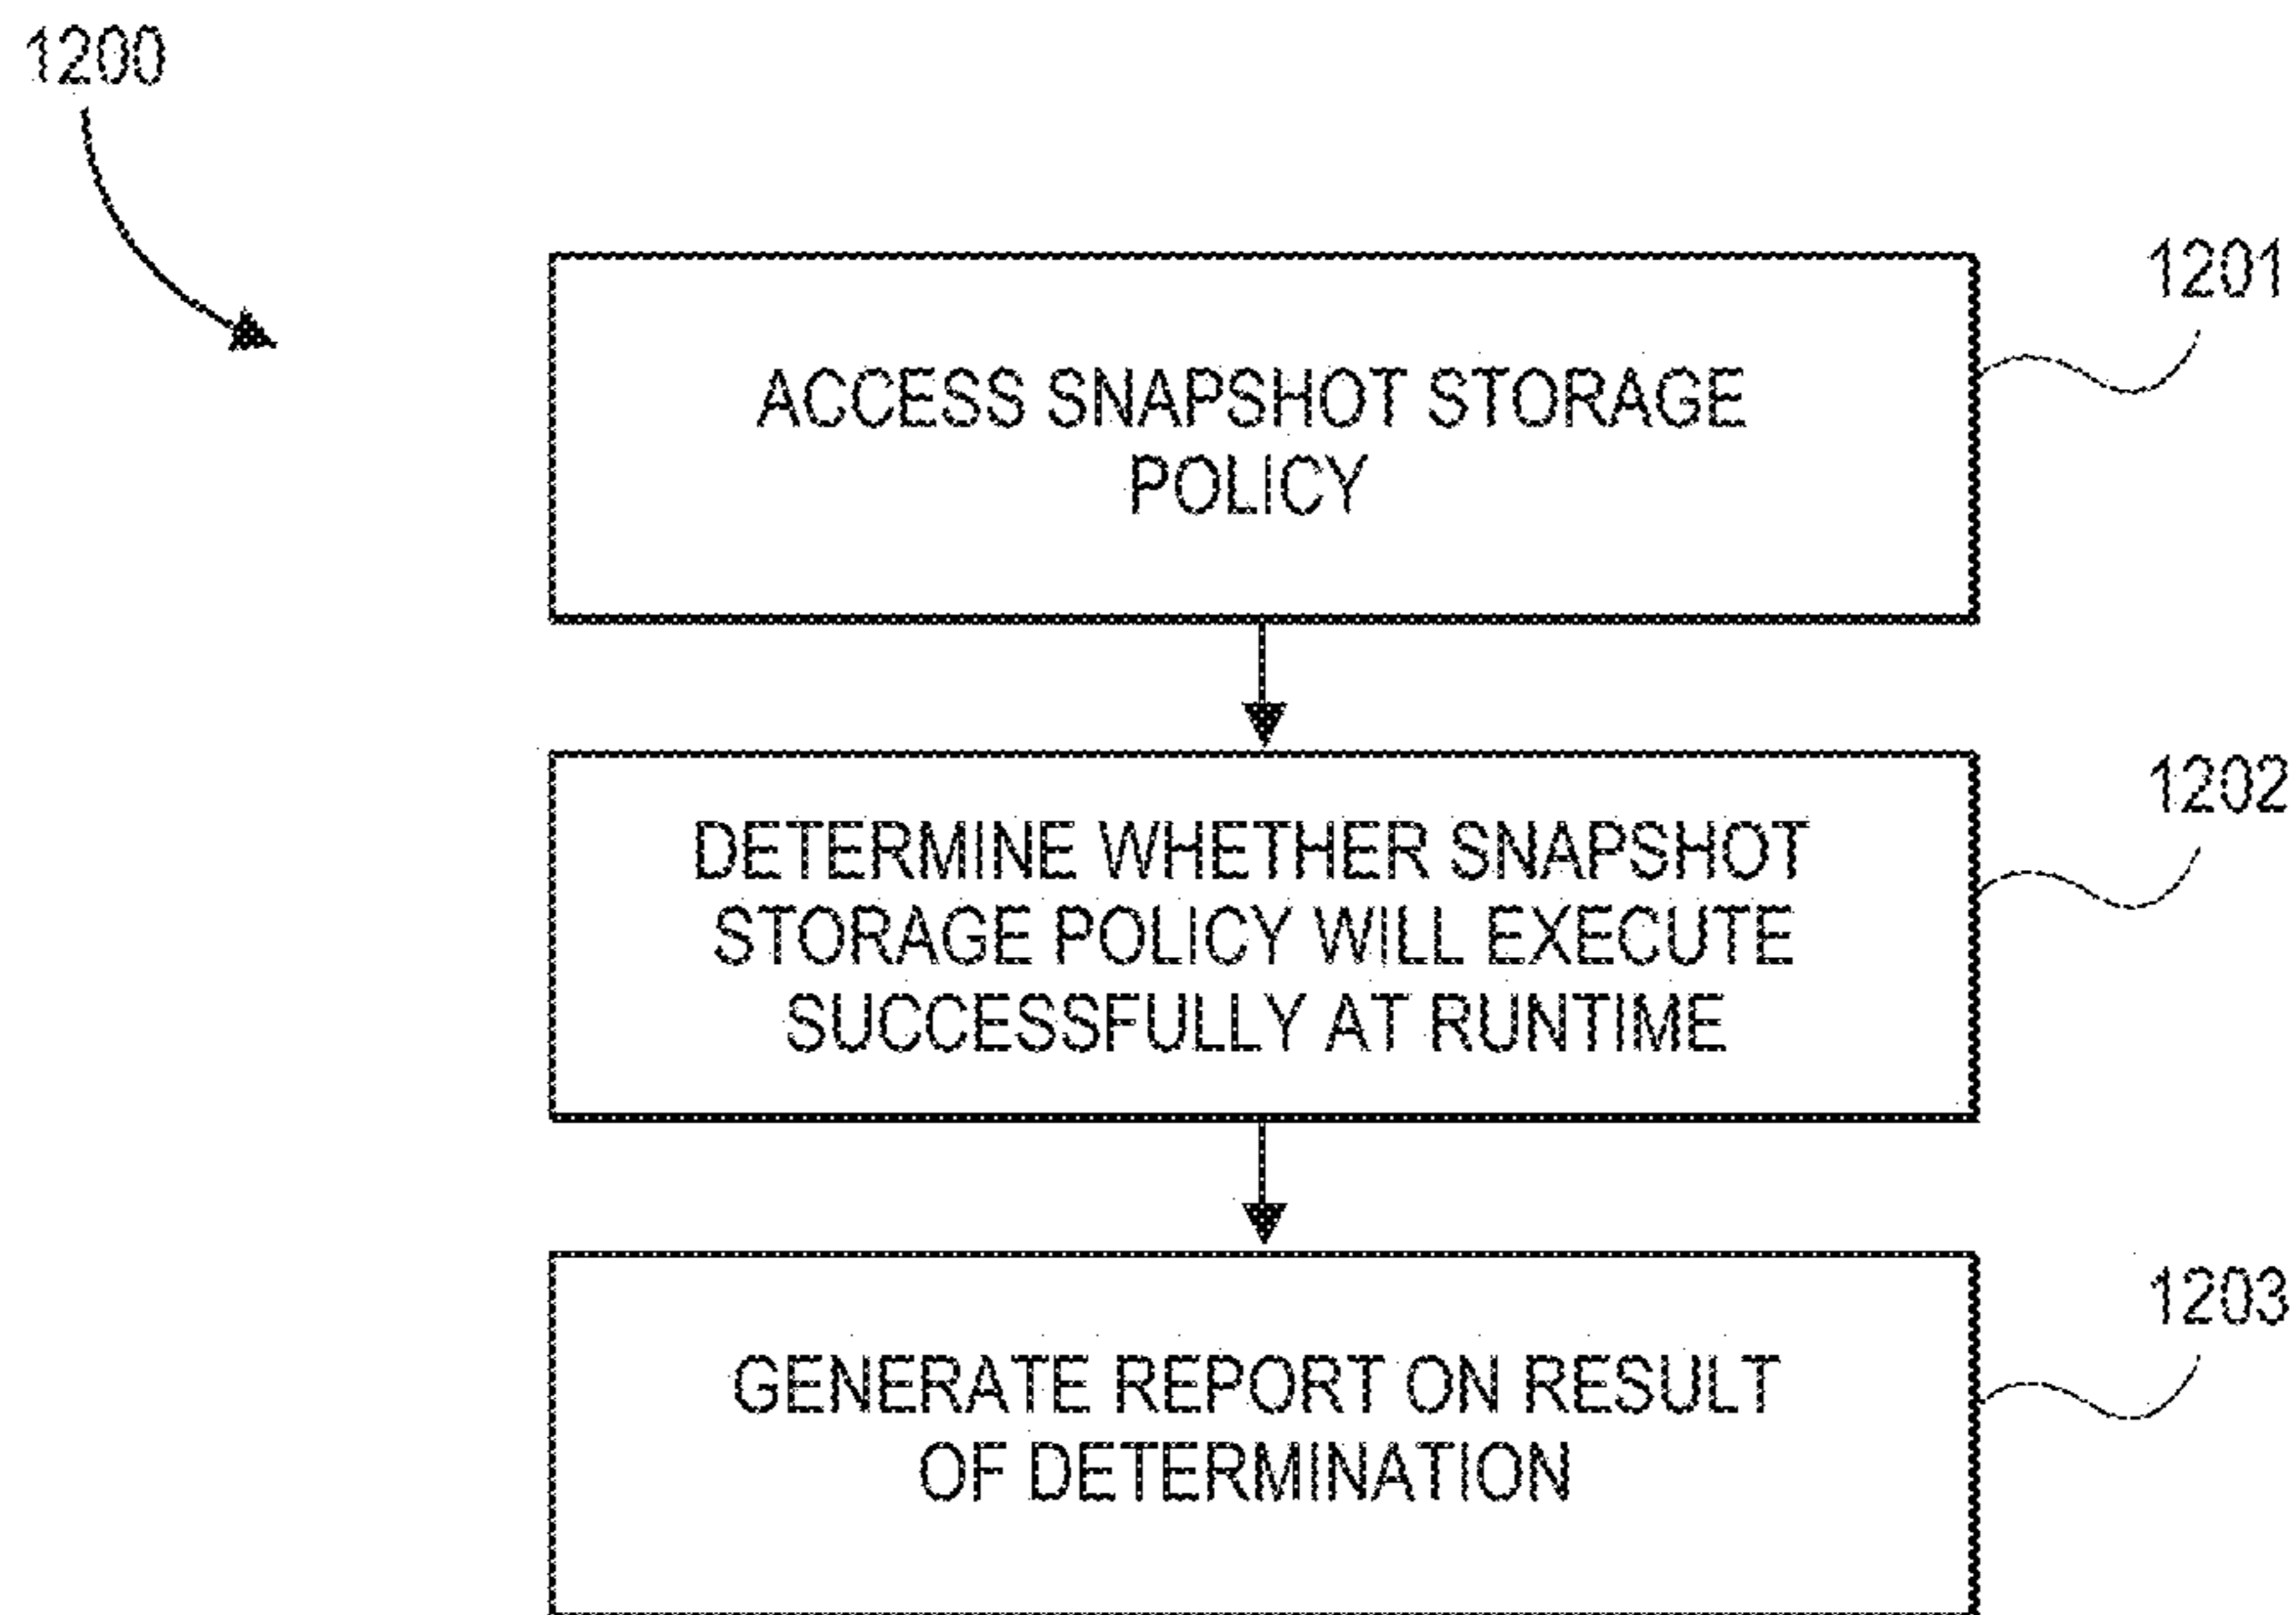 1200
1201
ACCESS SNAPSHOT STORAGE
POLICY
1202
DETERMINE WHETHER SNAPSHOT
STORAGE POLICY WILL EXECUTE
SUCCESSFULLY AT RUNTIME
1203
GENERATE REPORT ON RESULT
OF DETERMINATION